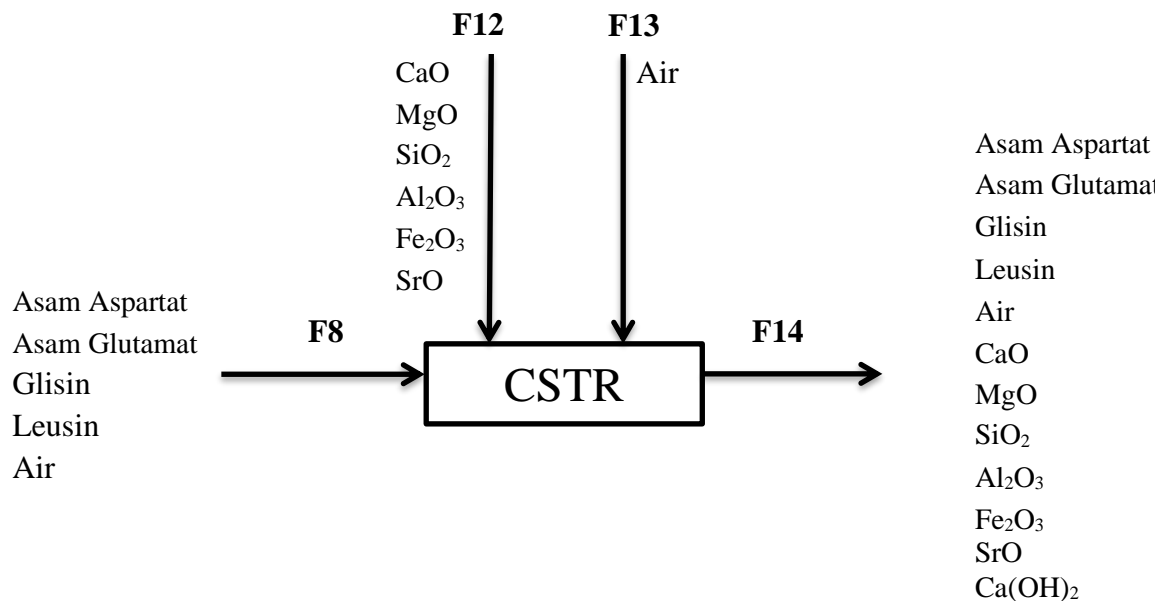 F12
CaO
MgO
SiO₂
Al₂O₃
Fe₂O₃
SrO
F13
Air
Asam Aspartat
Asam Glutamat
Glisin
Leusin
Air
F8
CSTR
F14
Asam Aspartat
Asam Glutamat
Glisin
Leusin
Air
CaO
MgO
SiO₂
Al₂O₃
Fe₂O₃
SrO
Ca(OH)₂